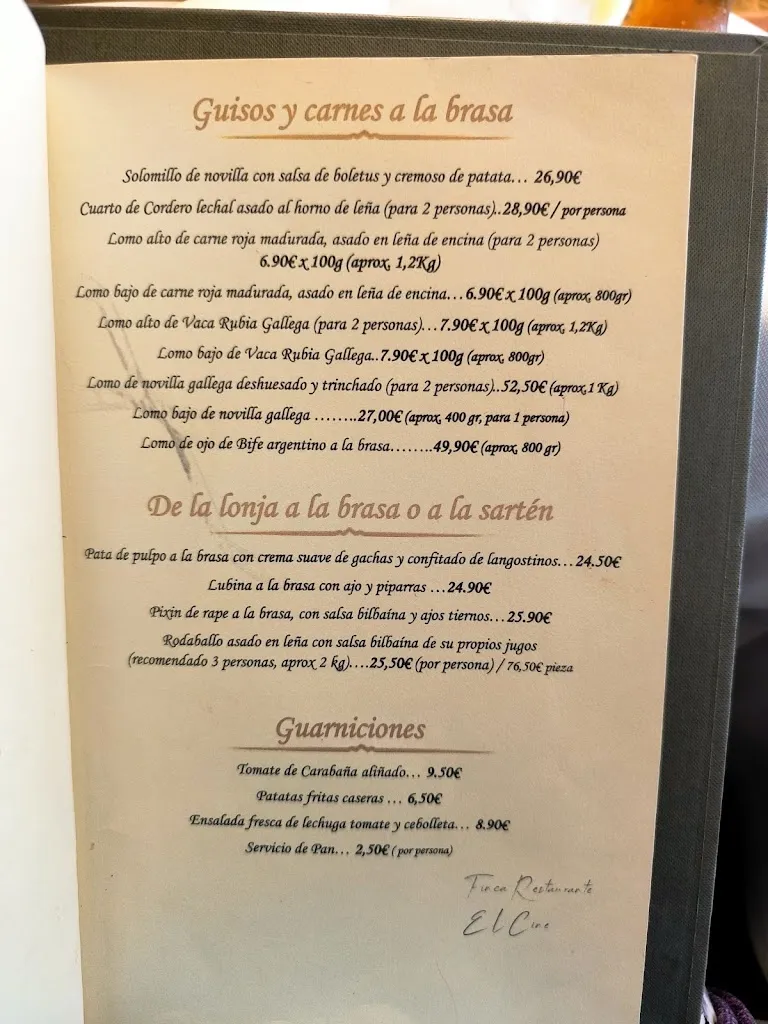 Guisos y carnes a la brasa
Solomillo de novilla con salsa de boletus y cremoso de patata... 26,90€
Cuarto de Cordero lechal asado al horno de leña (para 2 personas)..28,90€ / por persona
Lomo alto de carne roja madurada, asado en leña de encina (para 2 personas)
6.90€ x 100g (aprox, 1,2Kg)
Lomo bajo de carne roja madurada, asado en leña de encina... 6.90€ x 100g (aprox, 800gr)
Lomo alto de Vaca Rubia Gallega (para 2 personas)... 7.90€ x 100g (aprox, 1,2Kg)
Lomo bajo de Vaca Rubia Gallega..7.90€ x 100g (aprox, 800gr)
Lomo de novilla gallega deshuesado y trinchado (para 2 personas)..52,50€ (aprox,1 Kg)
Lomo bajo de novilla gallega ........27,00€ (aprox, 400 gr, para 1 persona)
Lomo de ojo de Bife argentino a la brasa........49,90€ (aprox, 800 gr)
De la lonja a la brasa o a la sartén
Pata de pulpo a la brasa con crema suave de gachas y confitado de langostinos... 24.50€
Lubina a la brasa con ajo y piparras ...24.90€
Pixin de rape a la brasa, con salsa bilbaína y ajos tiernos... 25.90€
Rodaballo asado en leña con salsa bilbaína de su propios jugos
(recomendado 3 personas, aprox 2 kg)....25,50€ (por persona) / 76,50€ pieza
Guarniciones
Tomate de Carabaña aliñado... 9.50€
Patatas fritas caseras ... 6,50€
Ensalada fresca de lechuga tomate y cebolleta... 8.90€
Servicio de Pan... 2,50€ ( por persona)
Finca Restaurante
El Cine